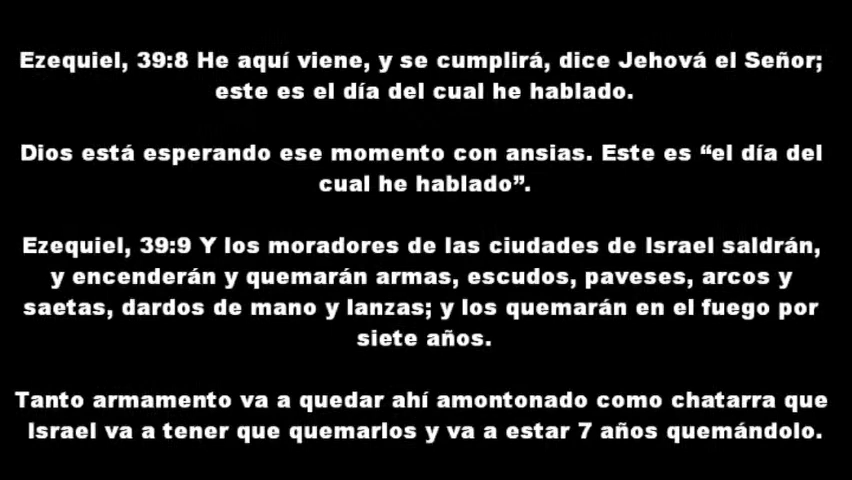 Ezequiel, 39:8 He aquí viene, y se cumplirá, dice Jehová el Señor;
este es el día del cual he hablado.
Dios está esperando ese momento con ansias. Este es “el día del
cual he hablado”.
Ezequiel, 39:9 Y los moradores de las ciudades de Israel saldrán,
y encenderán y quemarán armas, escudos, paveses, arcos y
saetas, dardos de mano y lanzas; y los quemarán en el fuego por
siete años.
Tanto armamento va a quedar ahí amontonado como chatarra que
Israel va a tener que quemarlos y va a estar 7 años quemándolo.